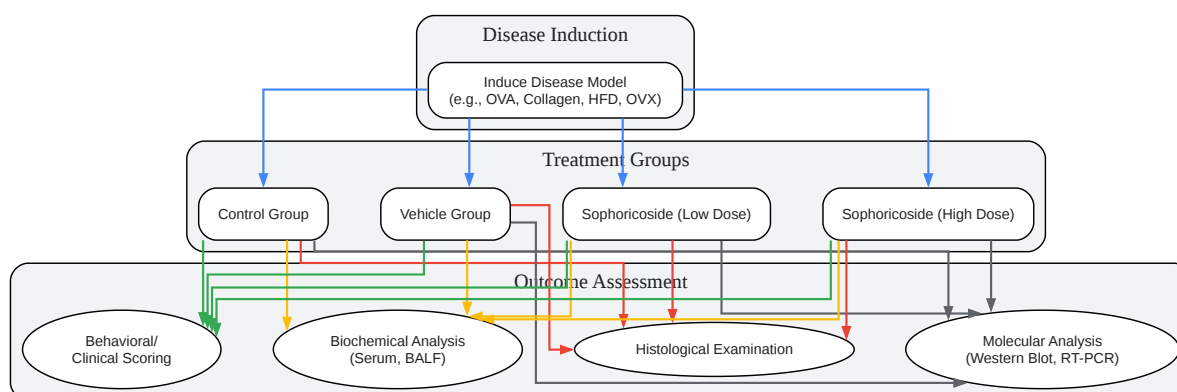 Disease Induction
Induce Disease Model
(e.g., OVA, Collagen, HFD, OVX)
Treatment Groups
Control Group
Vehicle Group
Sophoricoside (Low Dose)
Sophoricoside (High Dose)
Outcome Assessment
Behavioral/
Clinical Scoring
Biochemical Analysis
(Serum, BALF)
Histological Examination
Molecular Analysis
(Western Blot, RT-PCR)